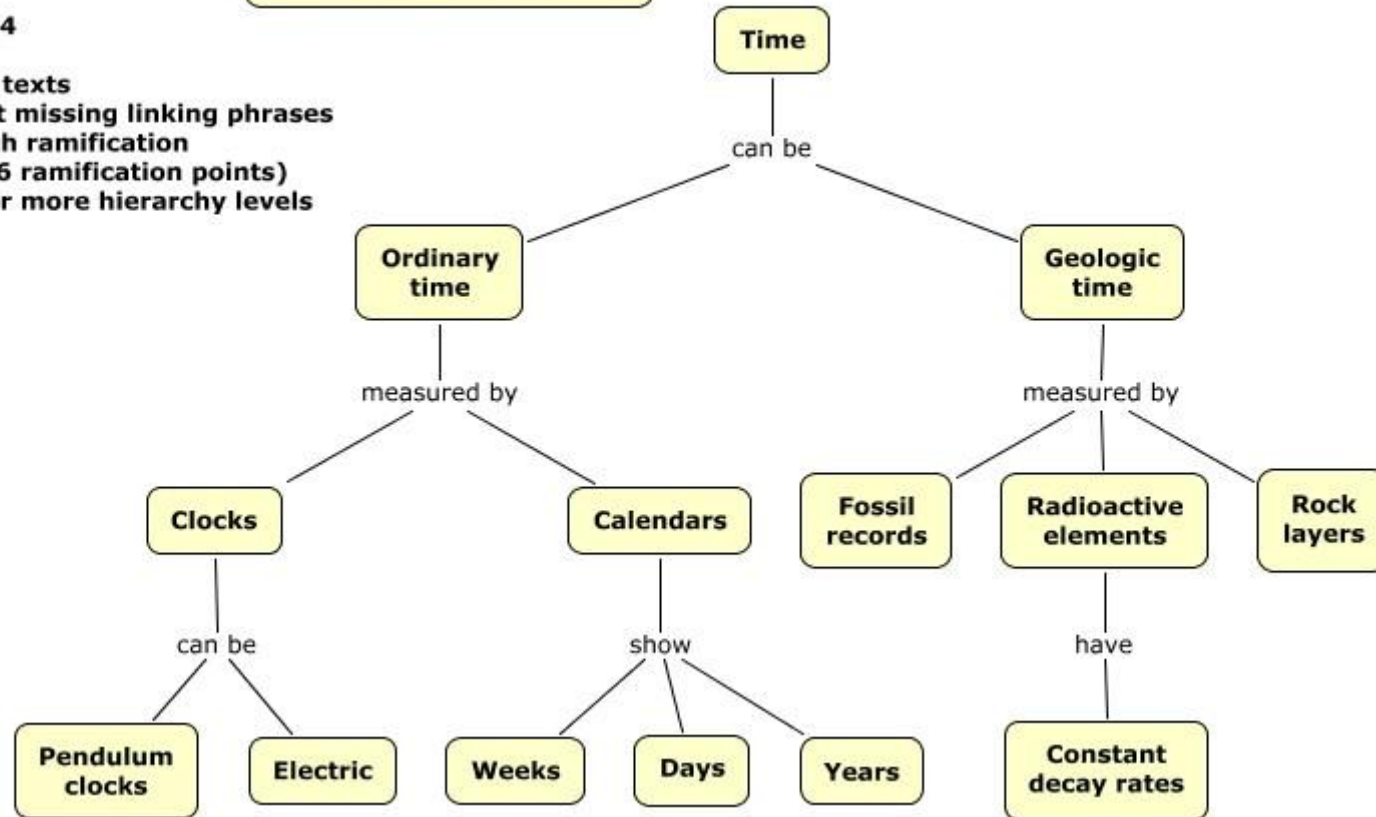 4
texts
t missing linking phrases
h ramification
6 ramification points)
r more hierarchy levels
Time
can be
Ordinary
time
Geologic
time
measured by
measured by
Clocks
Calendars
Fossil
records
Radioactive
elements
Rock
layers
can be
show
have
Pendulum
clocks
Electric
Weeks
Days
Years
Constant
decay rates